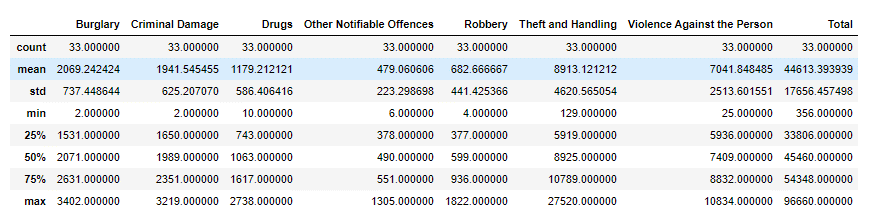 Burglary Criminal Damage Drugs Other Notifiable Offences Robbery Theft and Handling Violence Against the Person Total
count 33.000000 33.000000 33.000000 33.000000 33.000000 33.000000 33.000000 33.000000
mean 2069.242424 1941.545455 1179.212121 479.060606 682.666667 8913.121212 7041.848485 44613.393939
std 737.448644 625.207070 586.406416 223.298698 441.425366 4620.565054 2513.601551 17656.457498
min 2.000000 2.000000 10.000000 6.000000 4.000000 129.000000 25.000000 356.000000
25% 1531.000000 1650.000000 743.000000 378.000000 377.000000 5919.000000 5936.000000 33806.000000
50% 2071.000000 1989.000000 1063.000000 490.000000 599.000000 8925.000000 7409.000000 45460.000000
75% 2631.000000 2351.000000 1617.000000 551.000000 936.000000 10789.000000 8832.000000 54348.000000
max 3402.000000 3219.000000 2738.000000 1305.000000 1822.000000 27520.000000 10834.000000 96660.000000